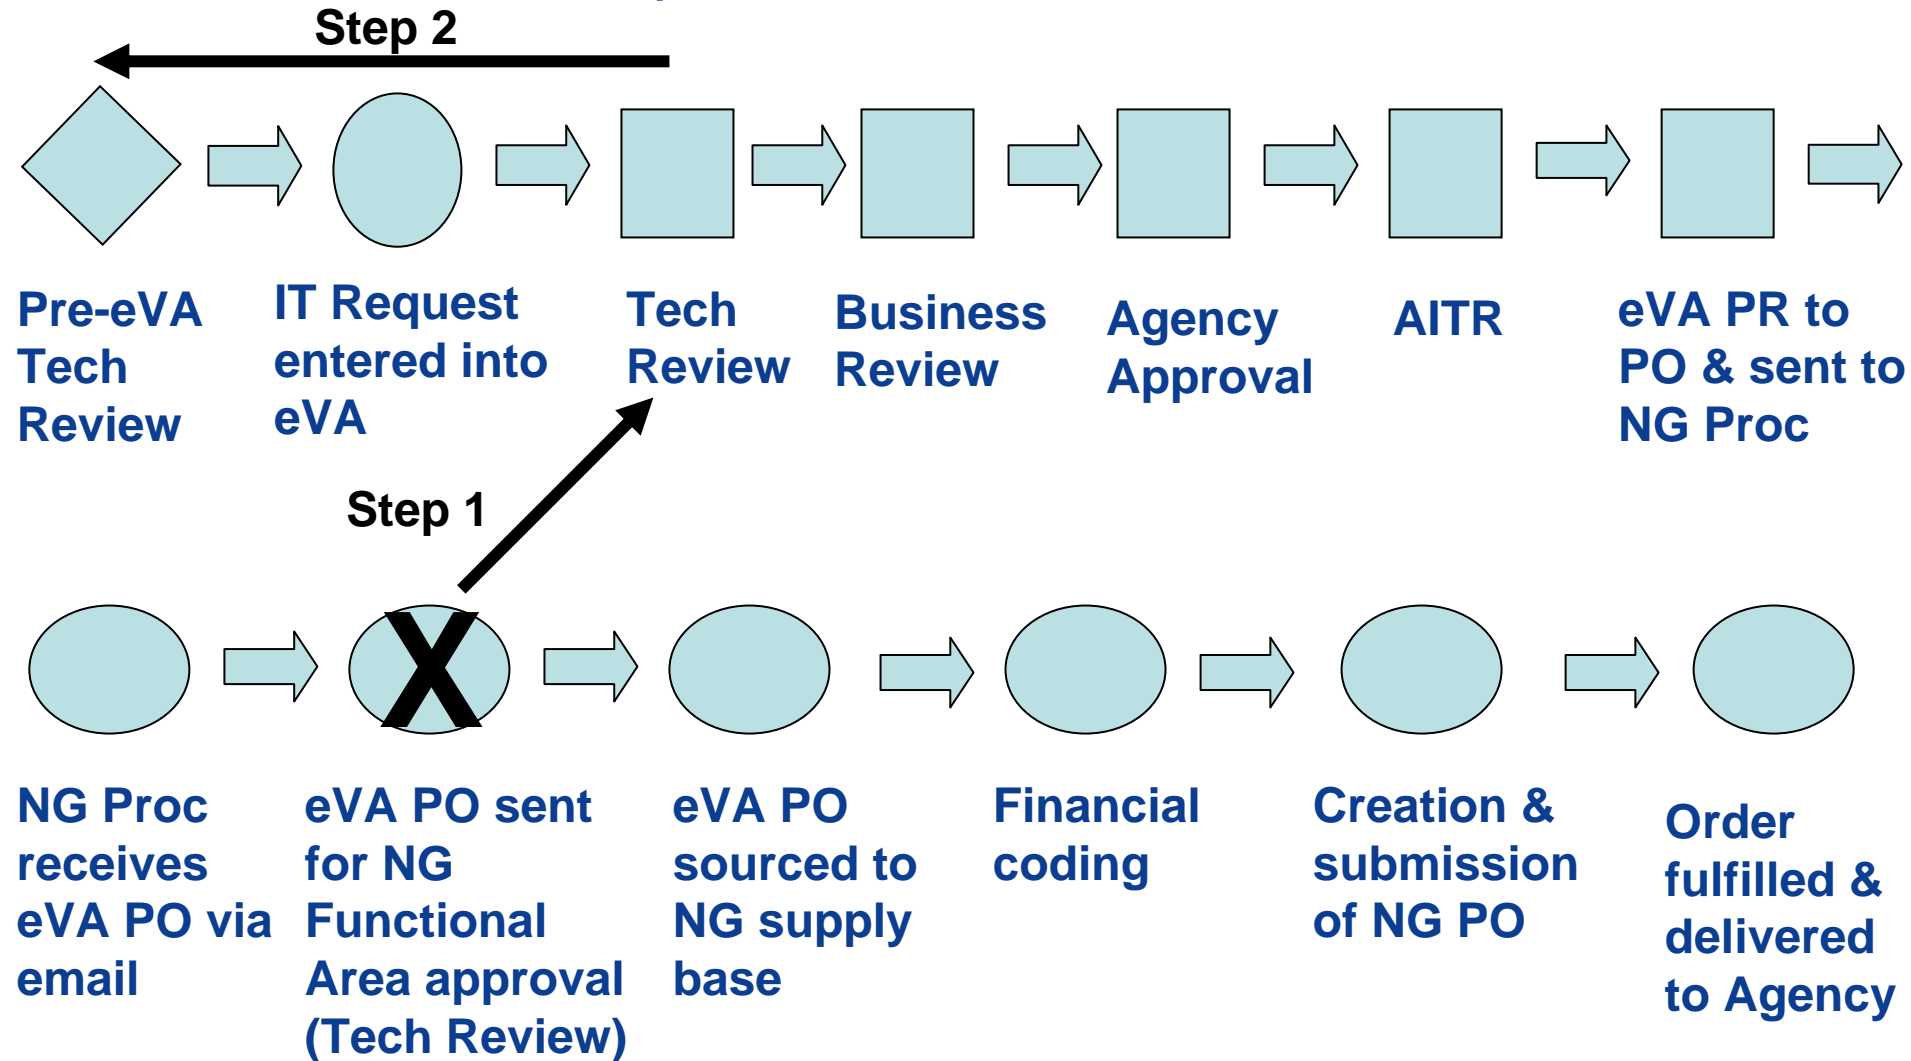 Step 2
Pre-eVA
Tech
Review
IT Request
entered into
eVA
Tech
Review
Business
Review
Agency
Approval
AITR
eVA PR to
PO & sent to
NG Proc
Step 1
X
NG Proc
receives
eVA PO via
email
eVA PO sent
for NG
Functional
Area approval
(Tech Review)
eVA PO
sourced to
NG supply
base
Financial
coding
Creation &
submission
of NG PO
Order
fulfilled &
delivered
to Agency